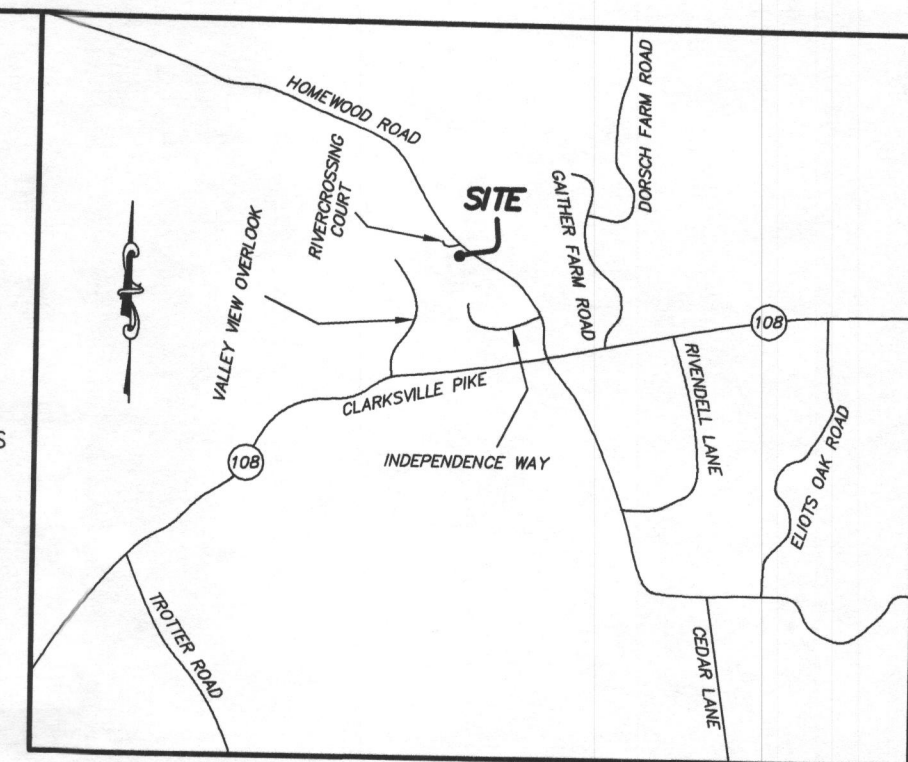 HOMEWOOD ROAD
DORSCH FARM ROAD
RIVERCROSSING
COURT
SITE
GAITHER FARM ROAD
VALLEY VIEW OVERLOOK
108
RIVENDELL LANE
CLARKSVILLE PIKE
S
108
INDEPENDENCE WAY
ELIOTS OAK ROAD
TROTTER ROAD
CEDAR LANE